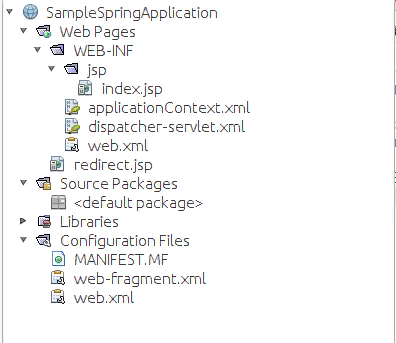 SampleSpringApplication
Web Pages
WEB-INF
jsp
index.jsp
applicationContext.xml
dispatcher-servlet.xml
web.xml
redirect.jsp
Source Packages
<default package>
Libraries
Configuration Files
MANIFEST.MF
web-fragment.xml
web.xml